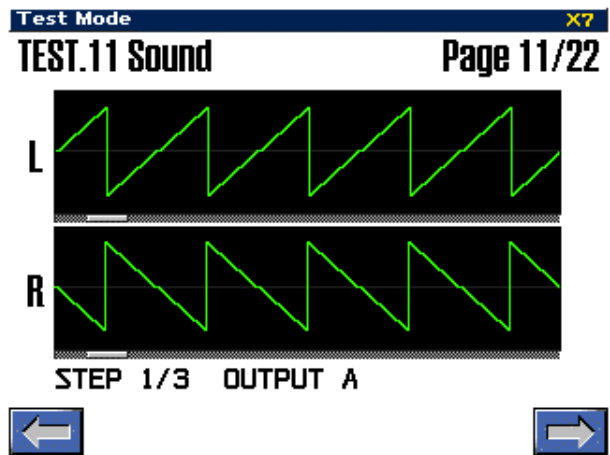 Test Mode X7
TEST.11 Sound Page 11/22
L
R
STEP 1/3 OUTPUT A